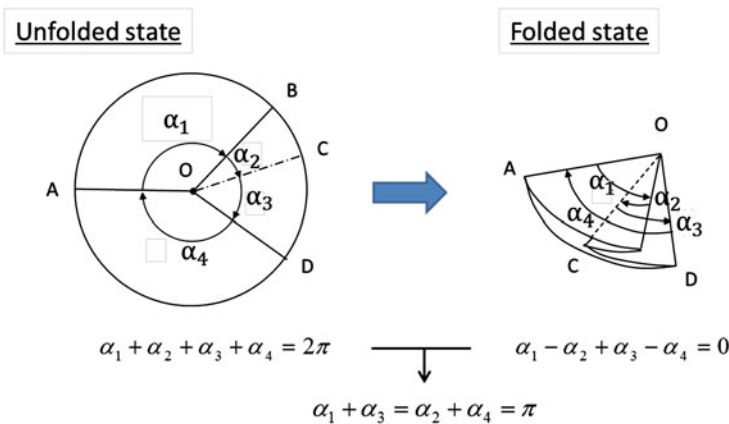 Unfolded state
Folded state
B
α₁
α₂
C
O
A
α₃
α₄
D
O
A
α₁
α₂
α₄
α₃
C
D
α₁ + α₂ + α₃ + α₄ = 2π
α₁ − α₂ + α₃ − α₄ = 0
α₁ + α₃ = α₂ + α₄ = π